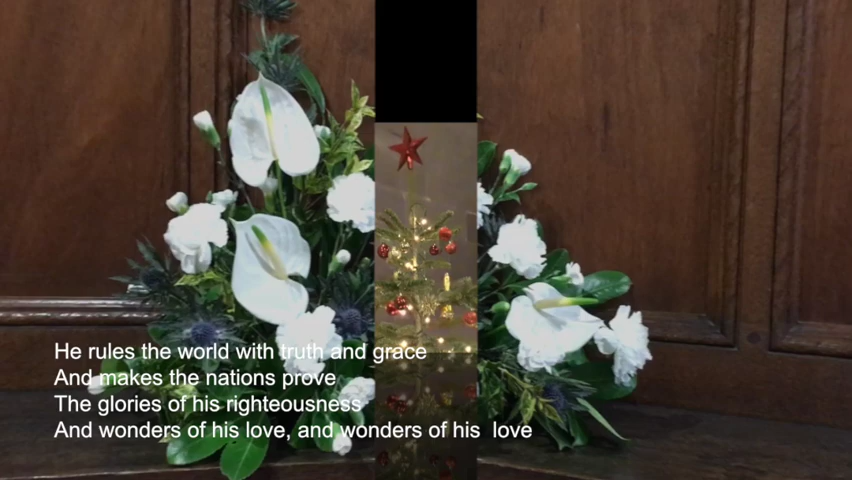 He rules the world with truth and grace
And makes the nations prove
The glories of his righteousness
And wonders of his love, and wonders of his  love